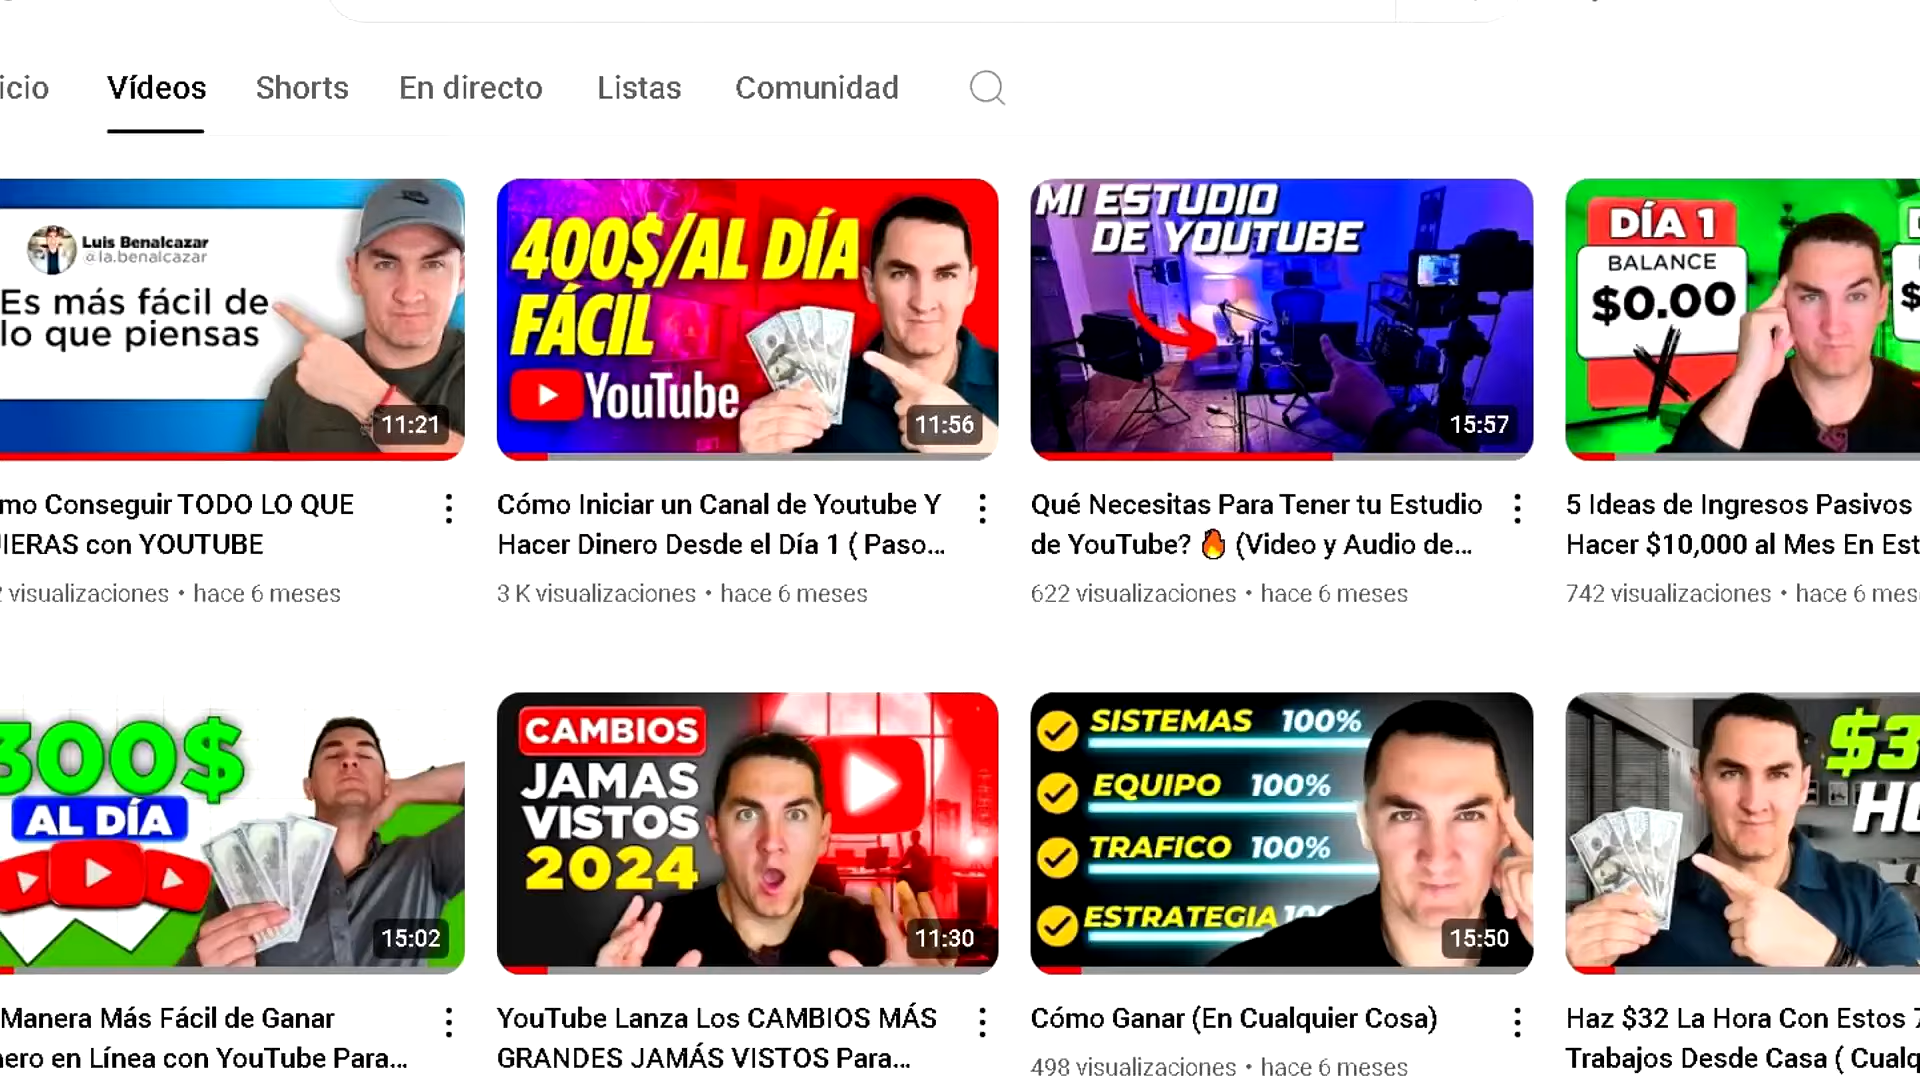 icio Vídeos Shorts En directo Listas Comunidad
Luis Benalcazar
@la.benalcazar
Es más fácil de
lo que piensas
11:21
400$/AL DÍA
FÁCIL
YouTube
11:56
MI ESTUDIO
DE YOUTUBE
15:57
DÍA 1
BALANCE
$0.00
mo Conseguir TODO LO QUE
IERAS con YOUTUBE
visualizaciones • hace 6 meses
Cómo Iniciar un Canal de Youtube Y
Hacer Dinero Desde el Día 1 ( Paso...
3 K visualizaciones • hace 6 meses
Qué Necesitas Para Tener tu Estudio
de YouTube? 🔥 (Video y Audio de...
622 visualizaciones • hace 6 meses
5 Ideas de Ingresos Pasivos
Hacer $10,000 al Mes En Est
742 visualizaciones • hace 6 mes
300$
AL DÍA
15:02
CAMBIOS
JAMAS
VISTOS
2024
11:30
SISTEMAS 100%
EQUIPO 100%
TRAFICO 100%
ESTRATEGIA 100
15:50
$3
HO
Manera Más Fácil de Ganar
nero en Línea con YouTube Para...
YouTube Lanza Los CAMBIOS MÁS
GRANDES JAMÁS VISTOS Para...
Cómo Ganar (En Cualquier Cosa)
498 visualizaciones • hace 6 meses
Haz $32 La Hora Con Estos 7
Trabajos Desde Casa ( Cualq